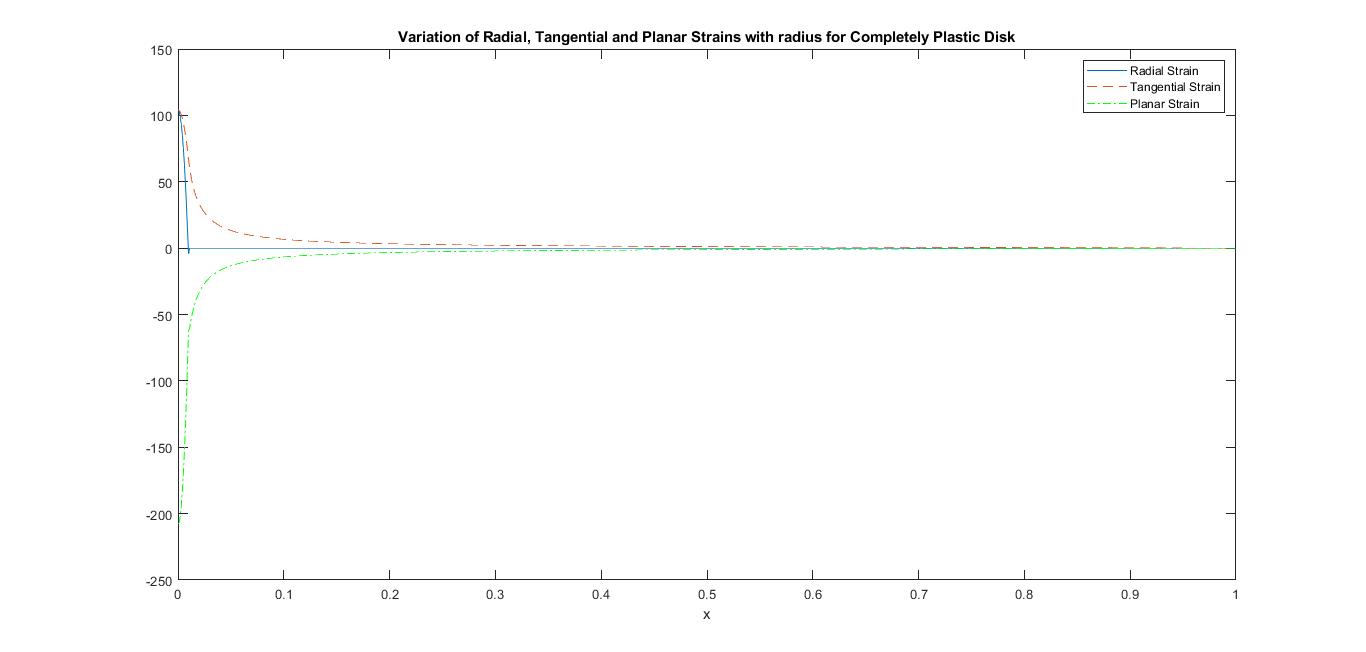 Variation of Radial, Tangential and Planar Strains with radius for Completely Plastic Disk
150
100
50
0
-50
-100
-150
-200
-250
Radial Strain
Tangential Strain
Planar Strain
0 0.1 0.2 0.3 0.4 0.5 0.6 0.7 0.8 0.9 1
x